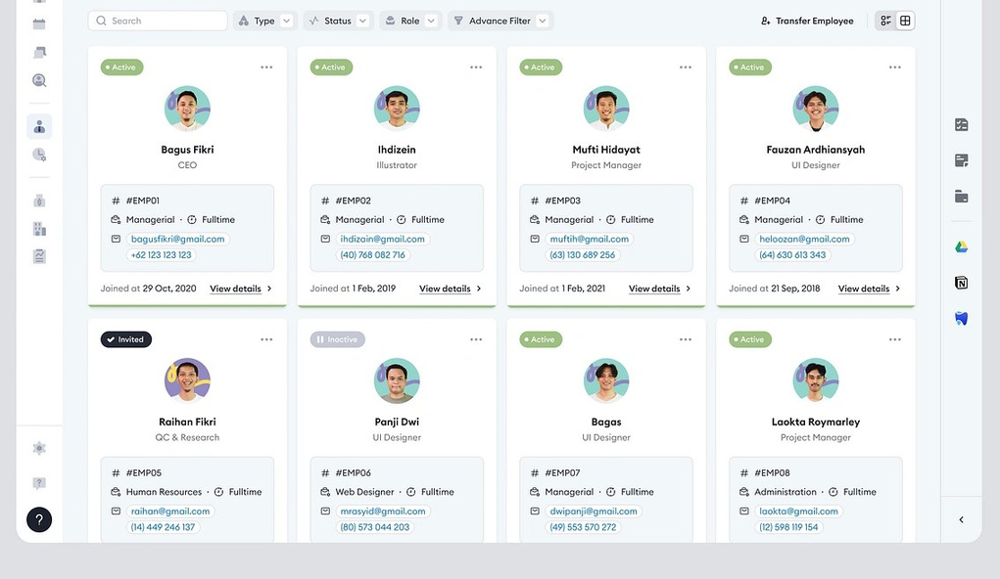 Search Type Status Role Advance Filter Transfer Employee
Active Active Active Active
Bagus Fikri Ihdizein Mufti Hidayat Fauzan Ardhiansyah
CEO Illustrator Project Manager UI Designer
#EMP01 #EMP02 #EMP03 #EMP04
Managerial · Fulltime Managerial · Fulltime Managerial · Fulltime Managerial · Fulltime
bagusfikri@gmail.com ihdizain@gmail.com muftih@gmail.com heloozan@gmail.com
+62 123 123 123 (40) 768 082 716 (63) 130 689 256 (64) 630 613 343
Joined at 29 Oct, 2020 View details Joined at 1 Feb, 2019 View details Joined at 1 Feb, 2021 View details Joined at 21 Sep, 2018 View details
Invited Inactive Active Active
Raihan Fikri Panji Dwi Bagas Laokta Roymarley
QC & Research UI Designer UI Designer Project Manager
#EMP05 #EMP06 #EMP07 #EMP08
Human Resources · Fulltime Web Designer · Fulltime Managerial · Fulltime Administration · Fulltime
raihan@gmail.com mrasyid@gmail.com dwipanji@gmail.com laokta@gmail.com
(14) 449 246 137 (80) 573 044 203 (49) 553 570 272 (12) 598 119 154
?